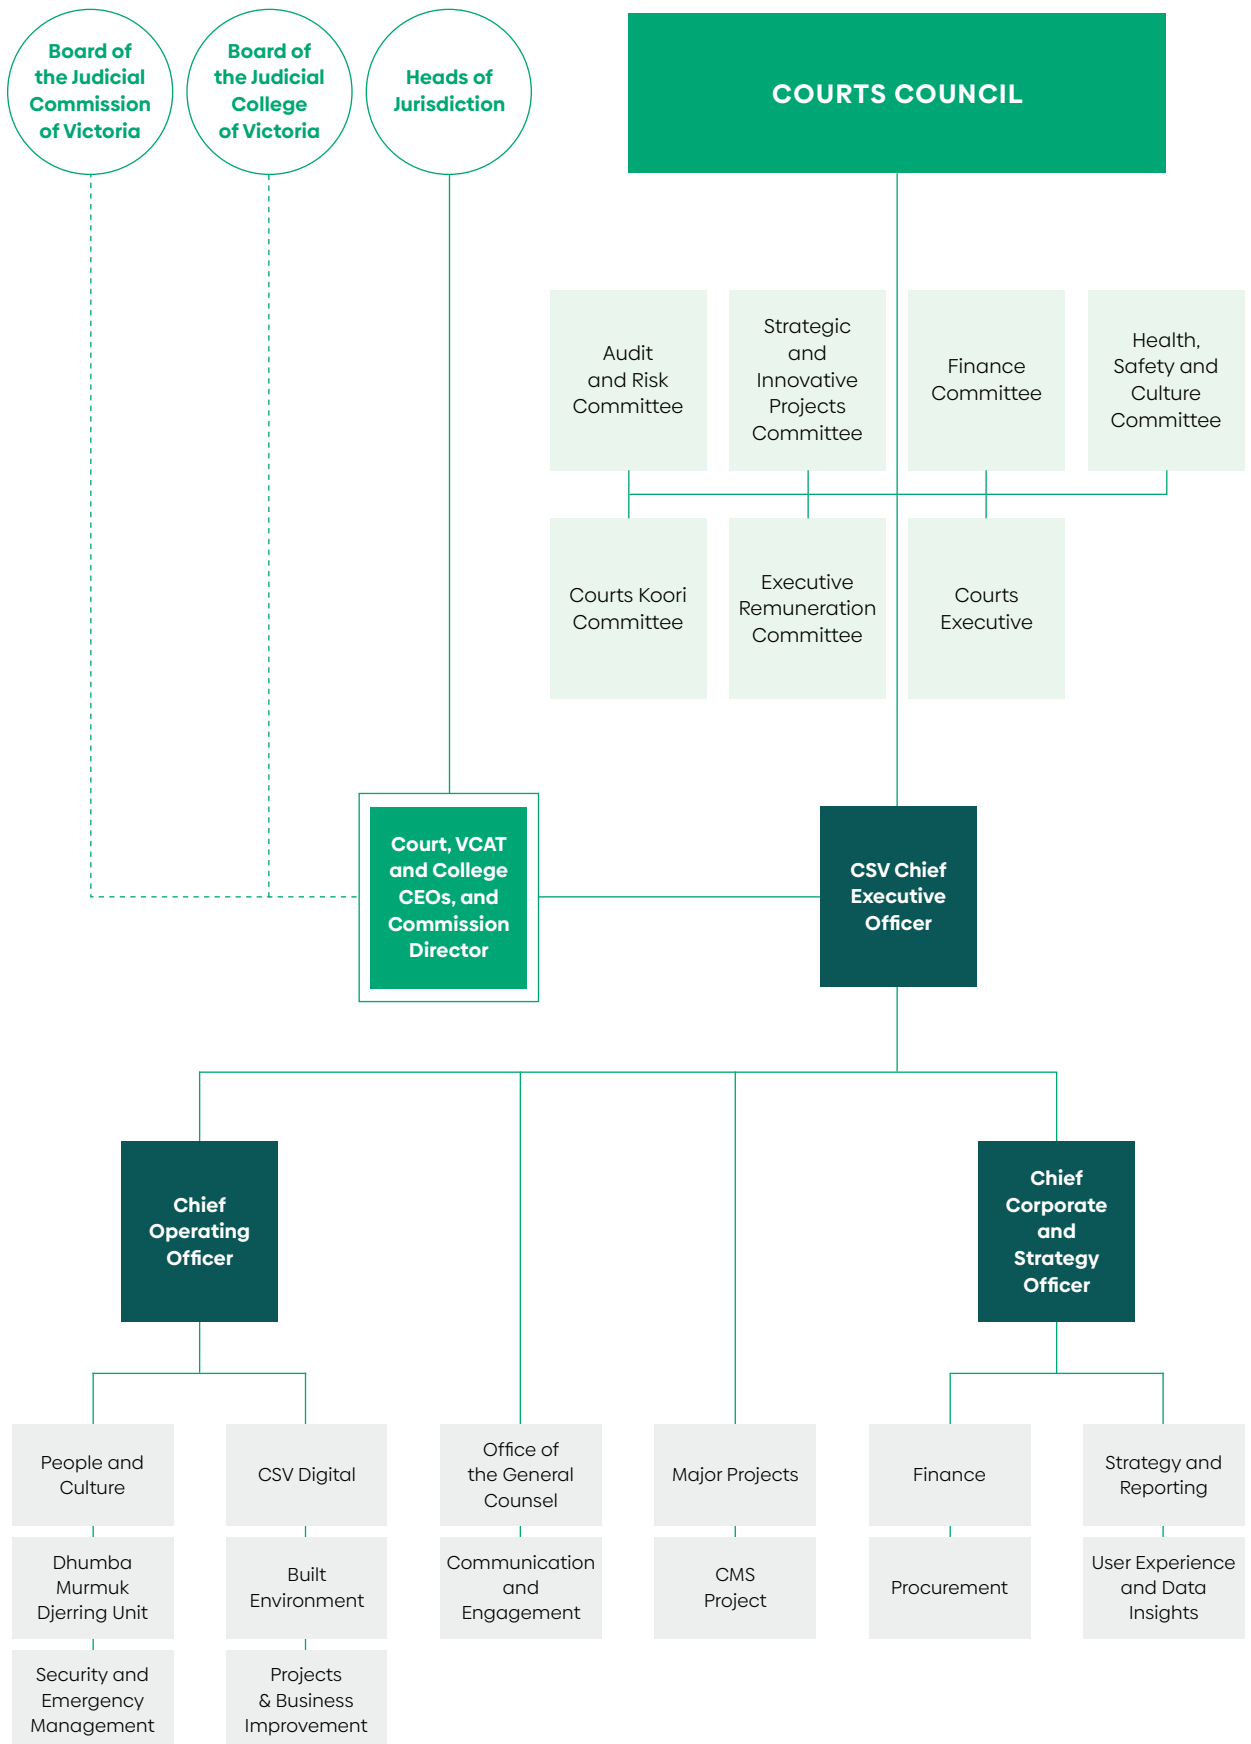 Board of
the Judicial
Commission
of Victoria
Board of
the Judicial
College
of Victoria
Heads of
Jurisdiction
COURTS COUNCIL
Audit
and Risk
Committee
Strategic
and
Innovative
Projects
Committee
Finance
Committee
Health,
Safety and
Culture
Committee
Courts Koori
Committee
Executive
Remuneration
Committee
Courts
Executive
Court, VCAT
and College
CEOs, and
Commission
Director
CSV Chief
Executive
Officer
Chief
Operating
Officer
Chief
Corporate
and
Strategy
Officer
People and
Culture
CSV Digital
Office of
the General
Counsel
Major Projects
Finance
Strategy and
Reporting
Dhumba
Murmuk
Djerring Unit
Built
Environment
Communication
and
Engagement
CMS
Project
Procurement
User Experience
and Data
Insights
Security and
Emergency
Management
Projects
& Business
Improvement